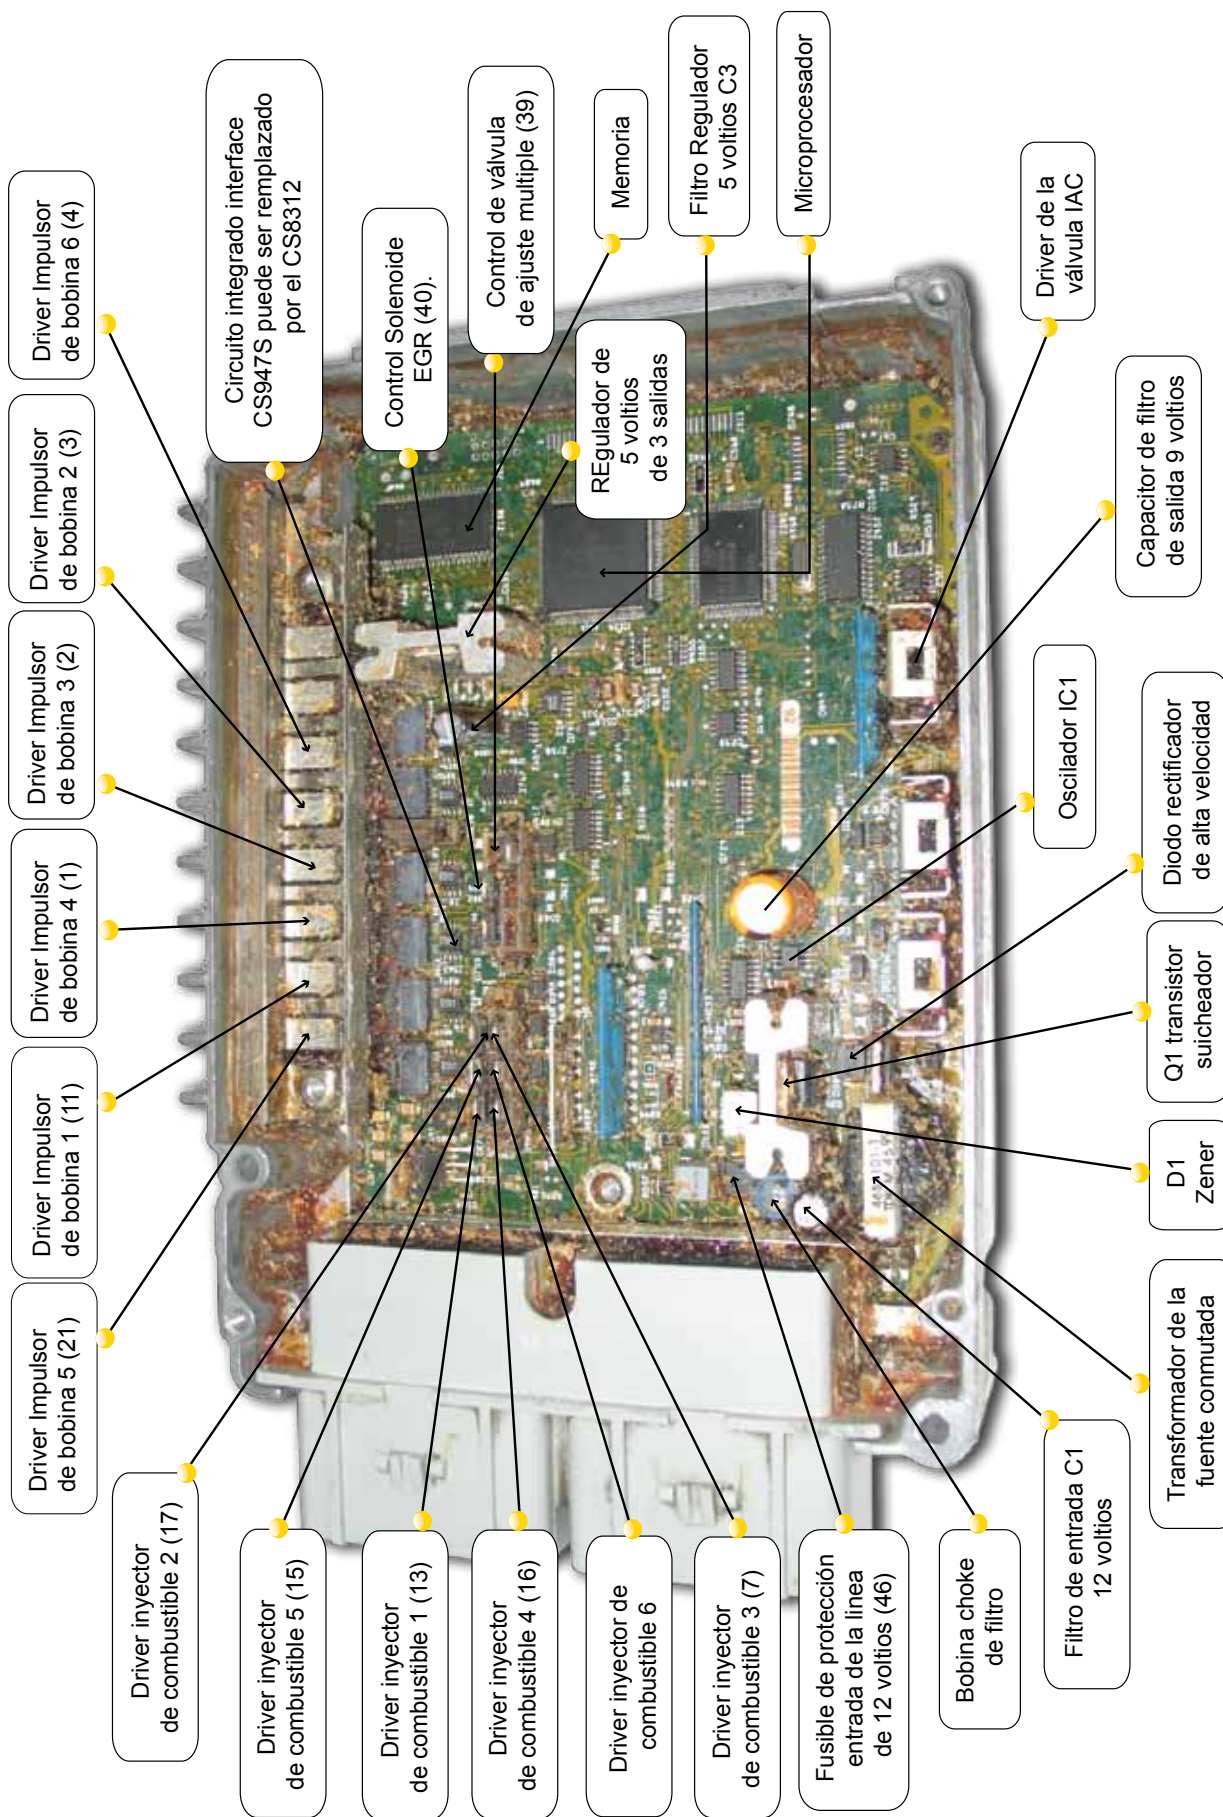 Driver Impulsor
de bobina 5 (21)
Driver Impulsor
de bobina 1 (11)
Driver Impulsor
de bobina 4 (1)
Driver Impulsor
de bobina 3 (2)
Driver Impulsor
de bobina 2 (3)
Driver Impulsor
de bobina 6 (4)
Circuito integrado interface
CS947S puede ser remplazado
por el CS8312
Control Solenoide
EGR (40).
Control de válvula
de ajuste multiple (39)
REgulador de
5 voltios
de 3 salidas
Memoria
Filtro Regulador
5 voltios C3
Microprocesador
Driver inyector
de combustible 2 (17)
Driver inyector
de combustible 5 (15)
Driver inyector
de combustible 1 (13)
Driver inyector
de combustible 4 (16)
Driver inyector de
combustible 6
Driver inyector
de combustible 3 (7)
Fusible de protección
entrada de la linea
de 12 voltios (46)
Bobina choke
de filtro
Filtro de entrada C1
12 voltios
Transformador de la
fuente conmutada
D1
Zener
Q1 transistor
suicheador
Diodo rectificador
de alta velocidad
Oscilador IC1
Capacitor de filtro
de salida 9 voltios
Driver de la
válvula IAC